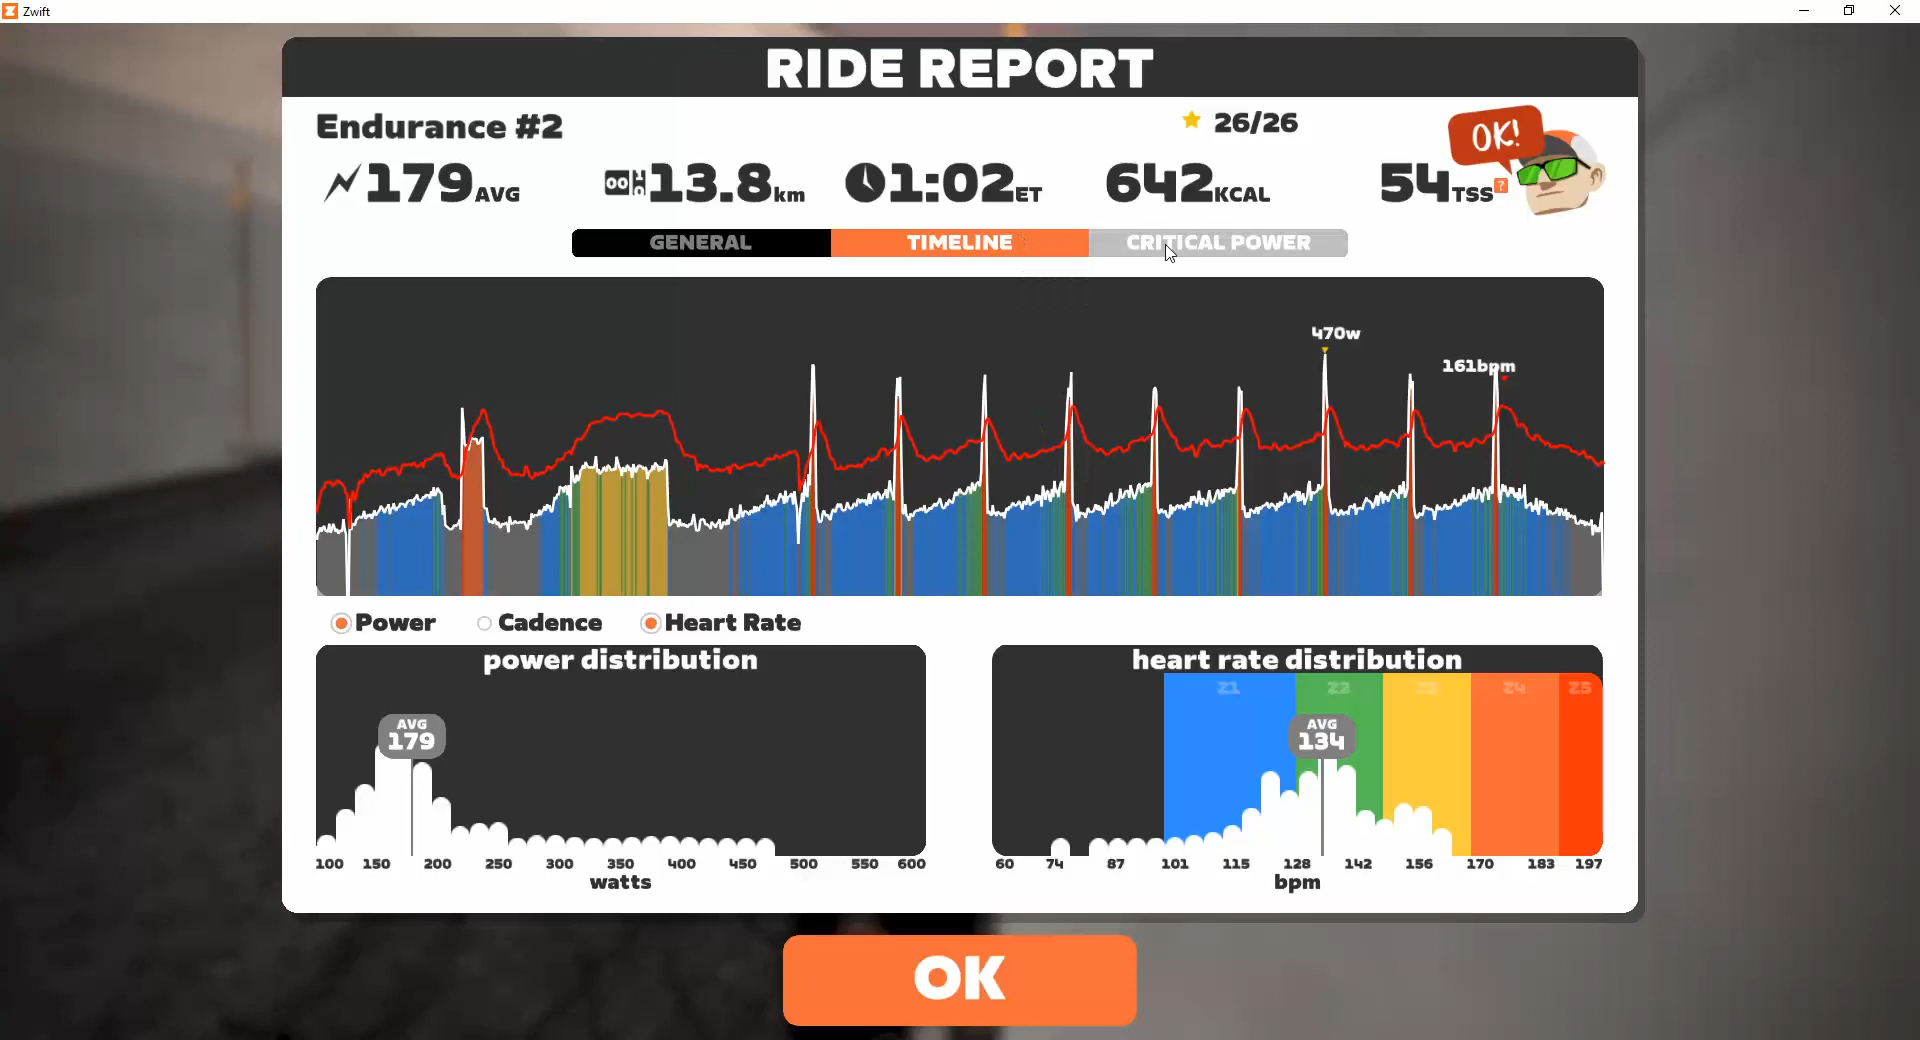 Zwift
RIDE REPORT
Endurance #2
26/26
OK!
179AVG
13.8km
1:02ET
642KCAL
54TSS ?
GENERAL
TIMELINE
CRITICAL POWER
470w
161bpm
Power
Cadence
Heart Rate
power distribution
AVG
179
100 150 200 250 300 350 400 450 500 550 600
watts
heart rate distribution
Z1 Z2 Z3 Z4 Z5
AVG
134
60 74 87 101 115 128 142 156 170 183 197
bpm
OK